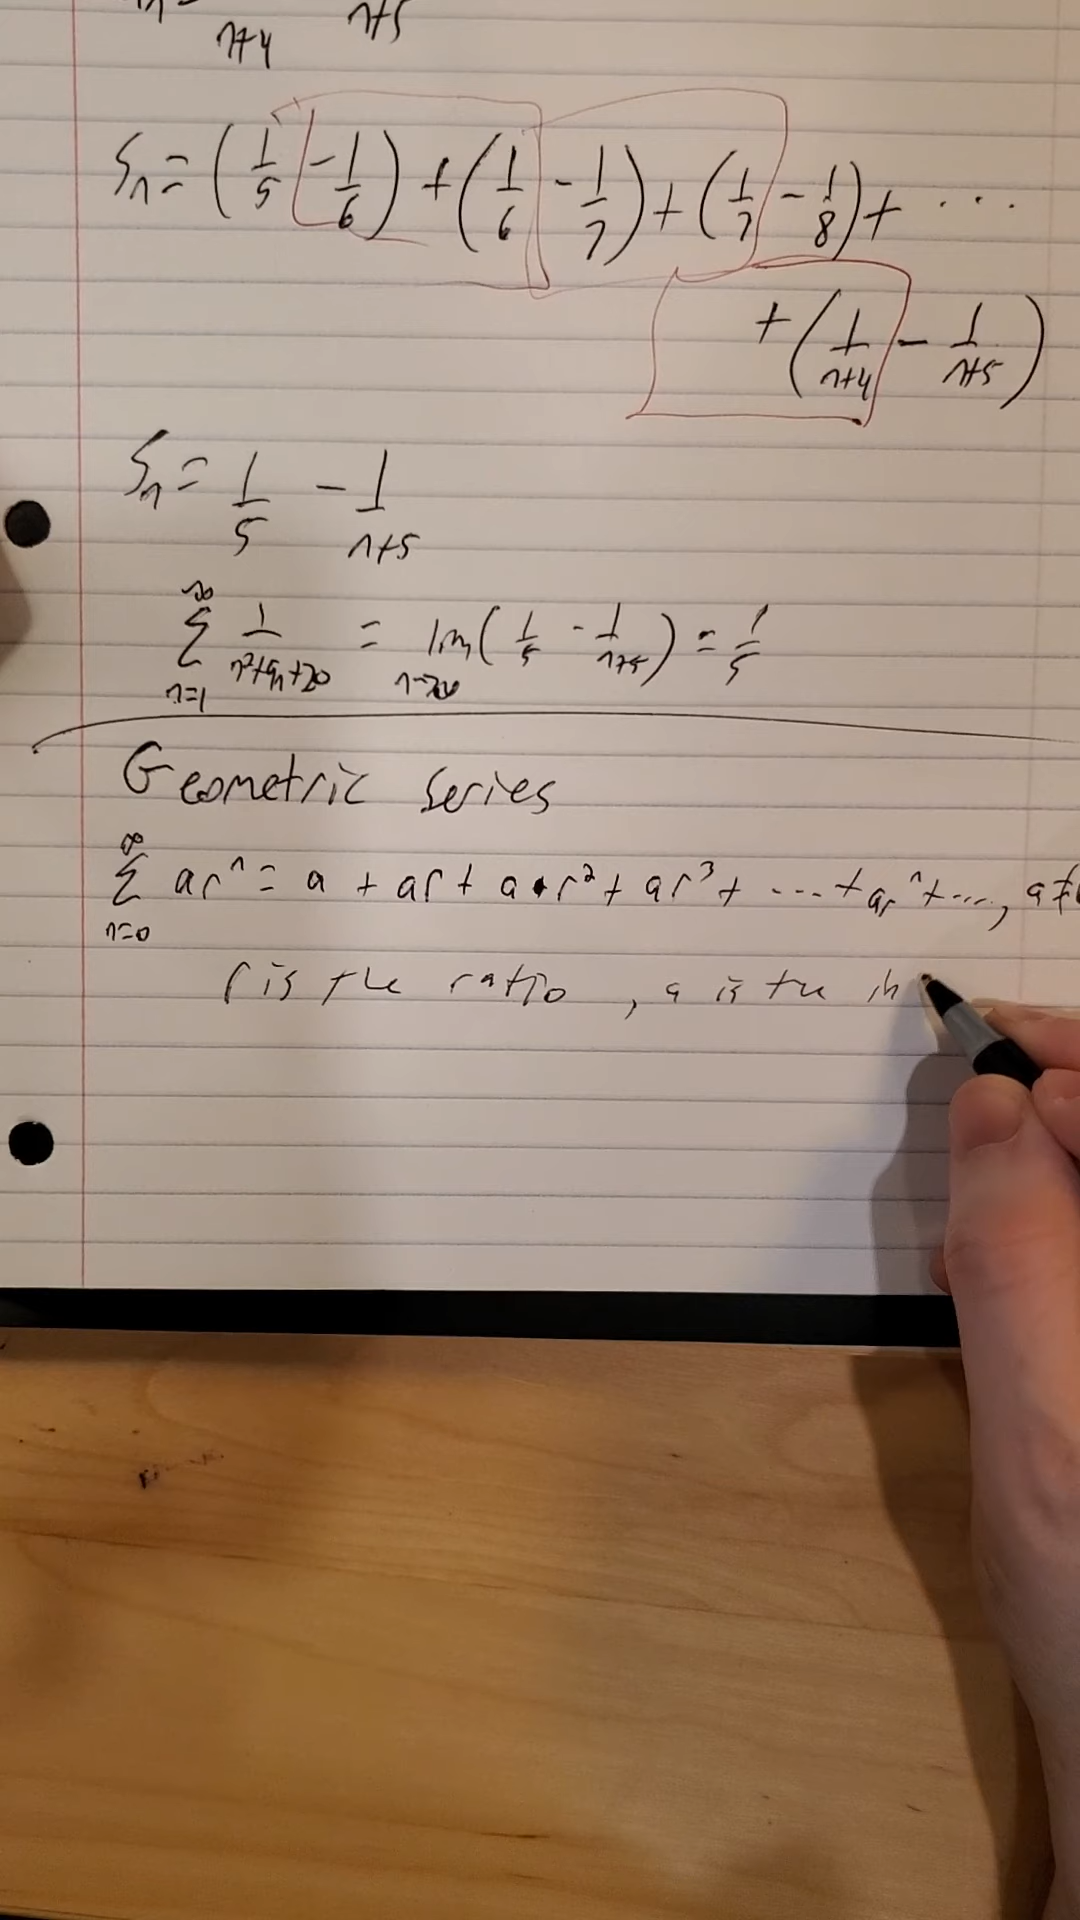 n+4 n+5
Sn = (1/5 - 1/6) + (1/6 - 1/7) + (1/7 - 1/8) + ...
+ (1/n+4 - 1/n+5)
Sn = 1/5 - 1/n+5
∞ Σ n=1 1/n²+9n+20 = lim n→∞ (1/5 - 1/n+5) = 1/5
Geometric Series
∞ Σ n=0 arⁿ = a + ar + a·r² + ar³ + .... + arⁿ + ...., a≠
r is the ratio, a is the in